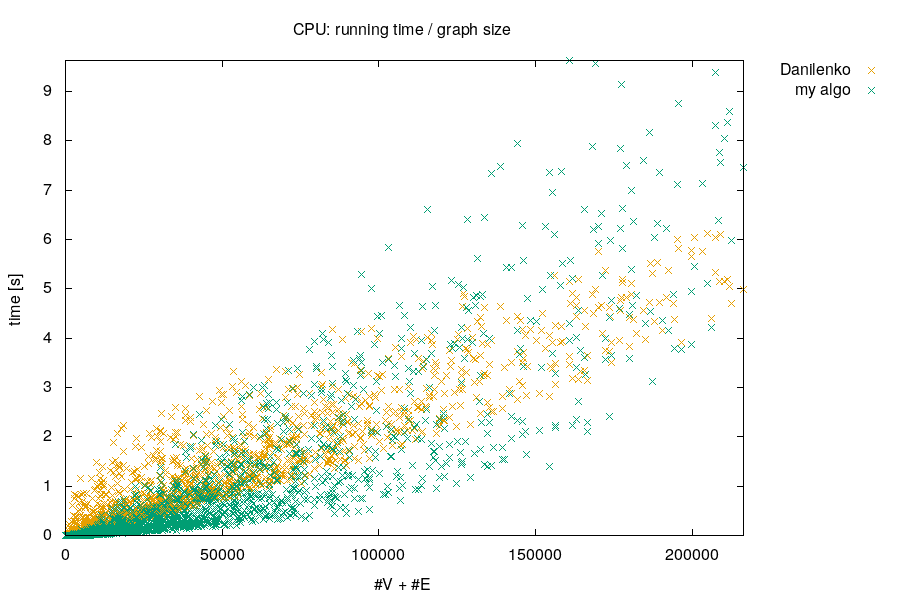 CPU: running time / graph size
Danilenko
my algo
9
8
7
6
5
4
3
2
1
0
time [s]
0 50000 100000 150000 200000
#V + #E